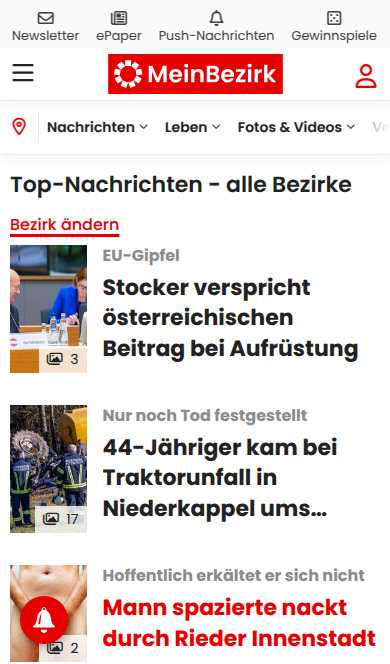 Newsletter ePaper Push-Nachrichten Gewinnspiele
MeinBezirk
Nachrichten Leben Fotos & Videos
Top-Nachrichten - alle Bezirke
Bezirk ändern
EU-Gipfel
Stocker verspricht
österreichischen
Beitrag bei Aufrüstung
3
Nur noch Tod festgestellt
44-Jähriger kam bei
Traktorunfall in
Niederkappel ums...
17
Hoffentlich erkältet er sich nicht
Mann spazierte nackt
durch Rieder Innenstadt
2